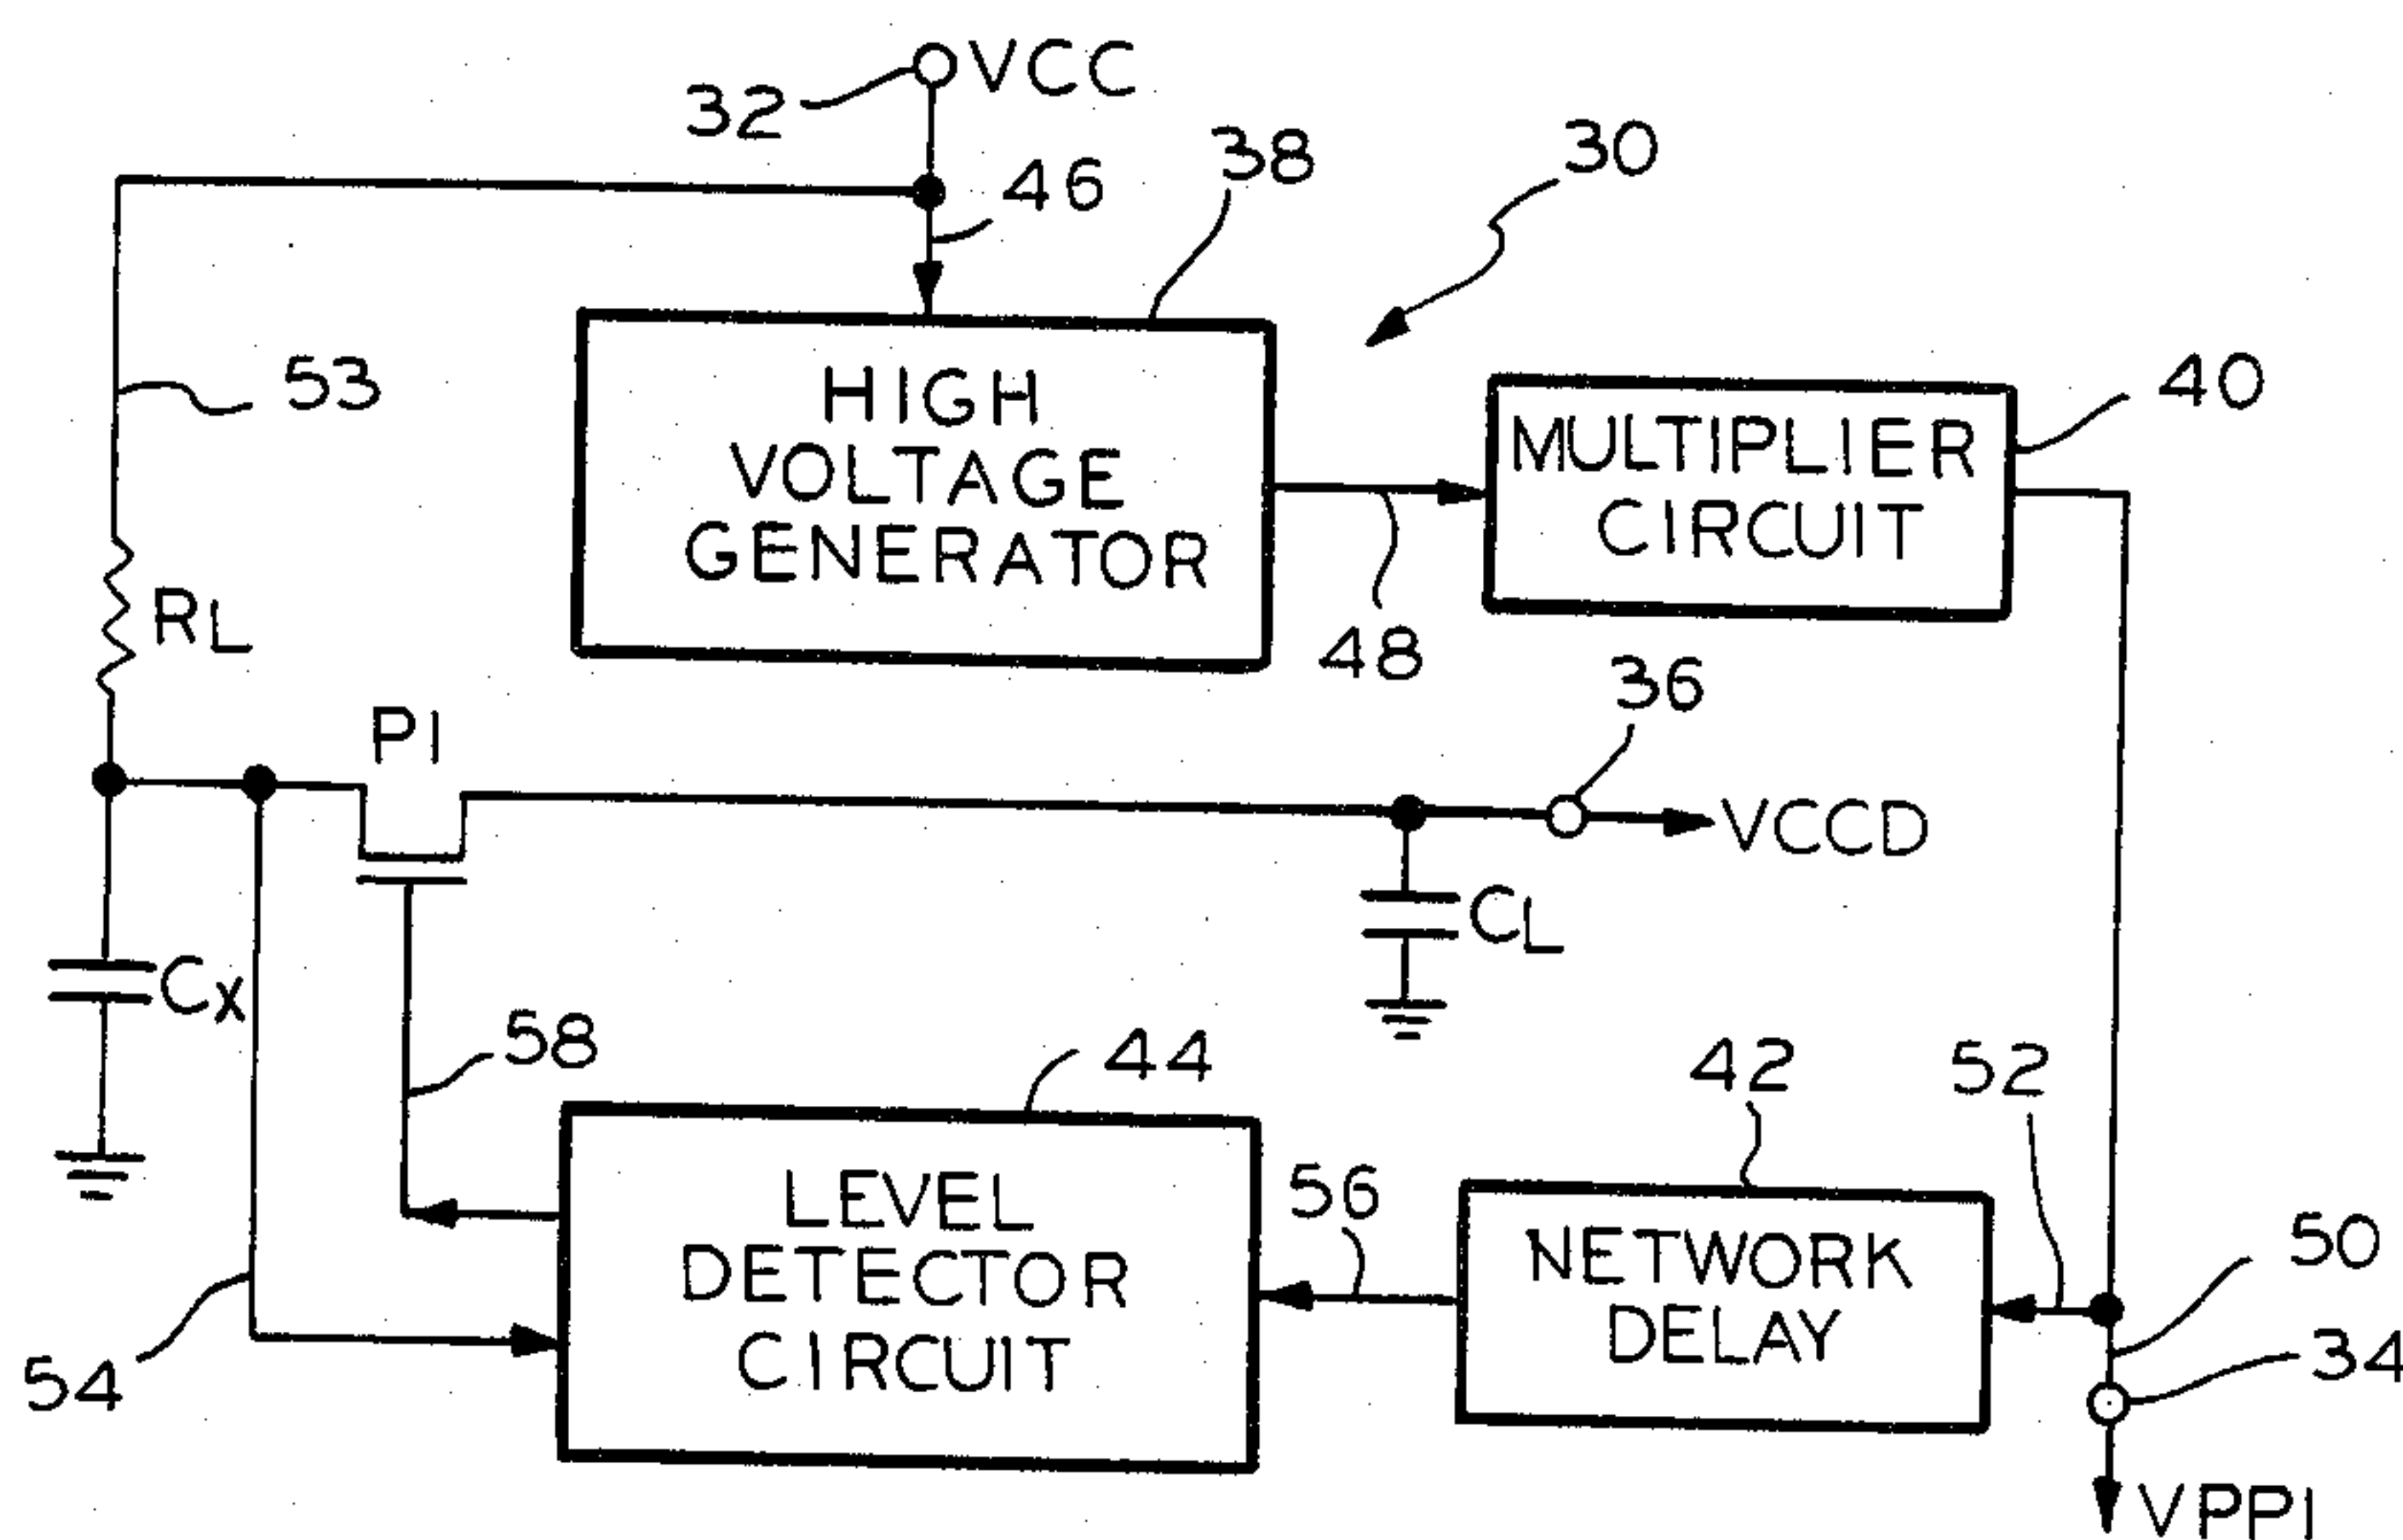 32
VCC
46
38
30
53
HIGH
VOLTAGE
GENERATOR
MULTIPLIER
CIRCUIT
40
48
RL
P1
36
VCCD
CL
CX
58
44
42
52
LEVEL
DETECTOR
CIRCUIT
56
NETWORK
DELAY
50
54
34
VPPI